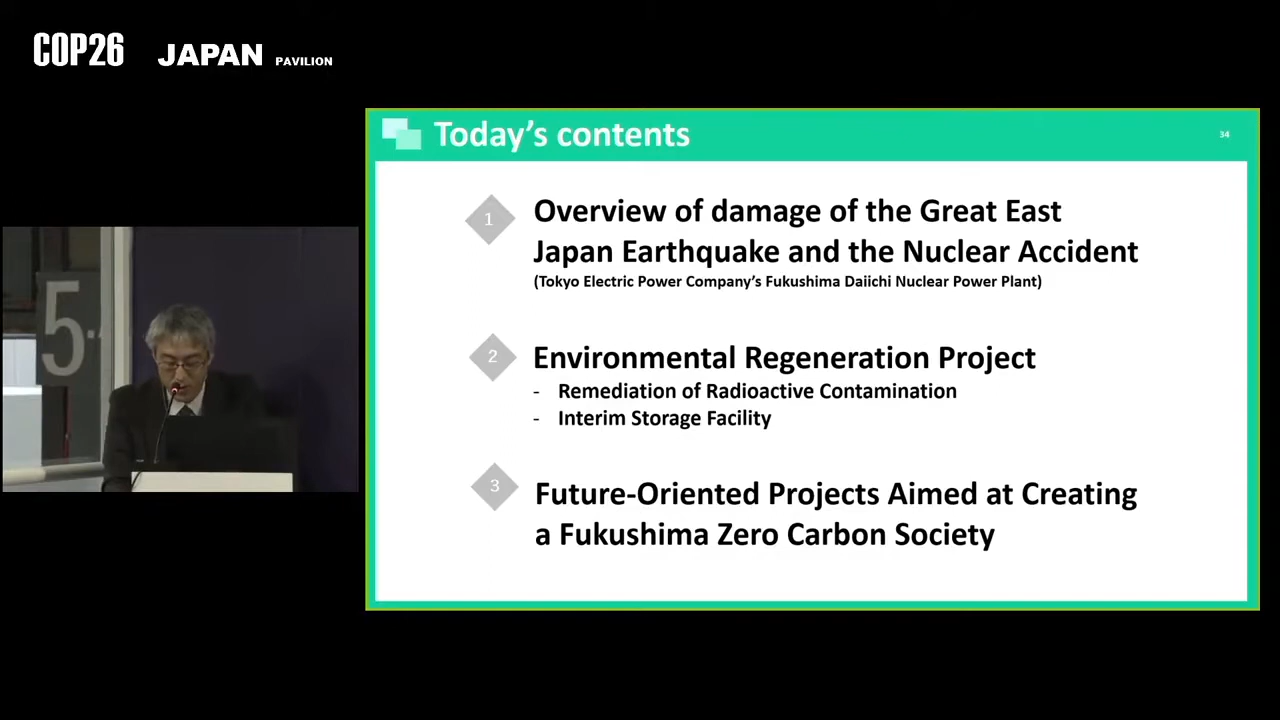 COP26 JAPAN PAVILION
Today's contents
34
1
Overview of damage of the Great East
Japan Earthquake and the Nuclear Accident
(Tokyo Electric Power Company's Fukushima Daiichi Nuclear Power Plant)
2
Environmental Regeneration Project
- Remediation of Radioactive Contamination
- Interim Storage Facility
3
Future-Oriented Projects Aimed at Creating
a Fukushima Zero Carbon Society
5